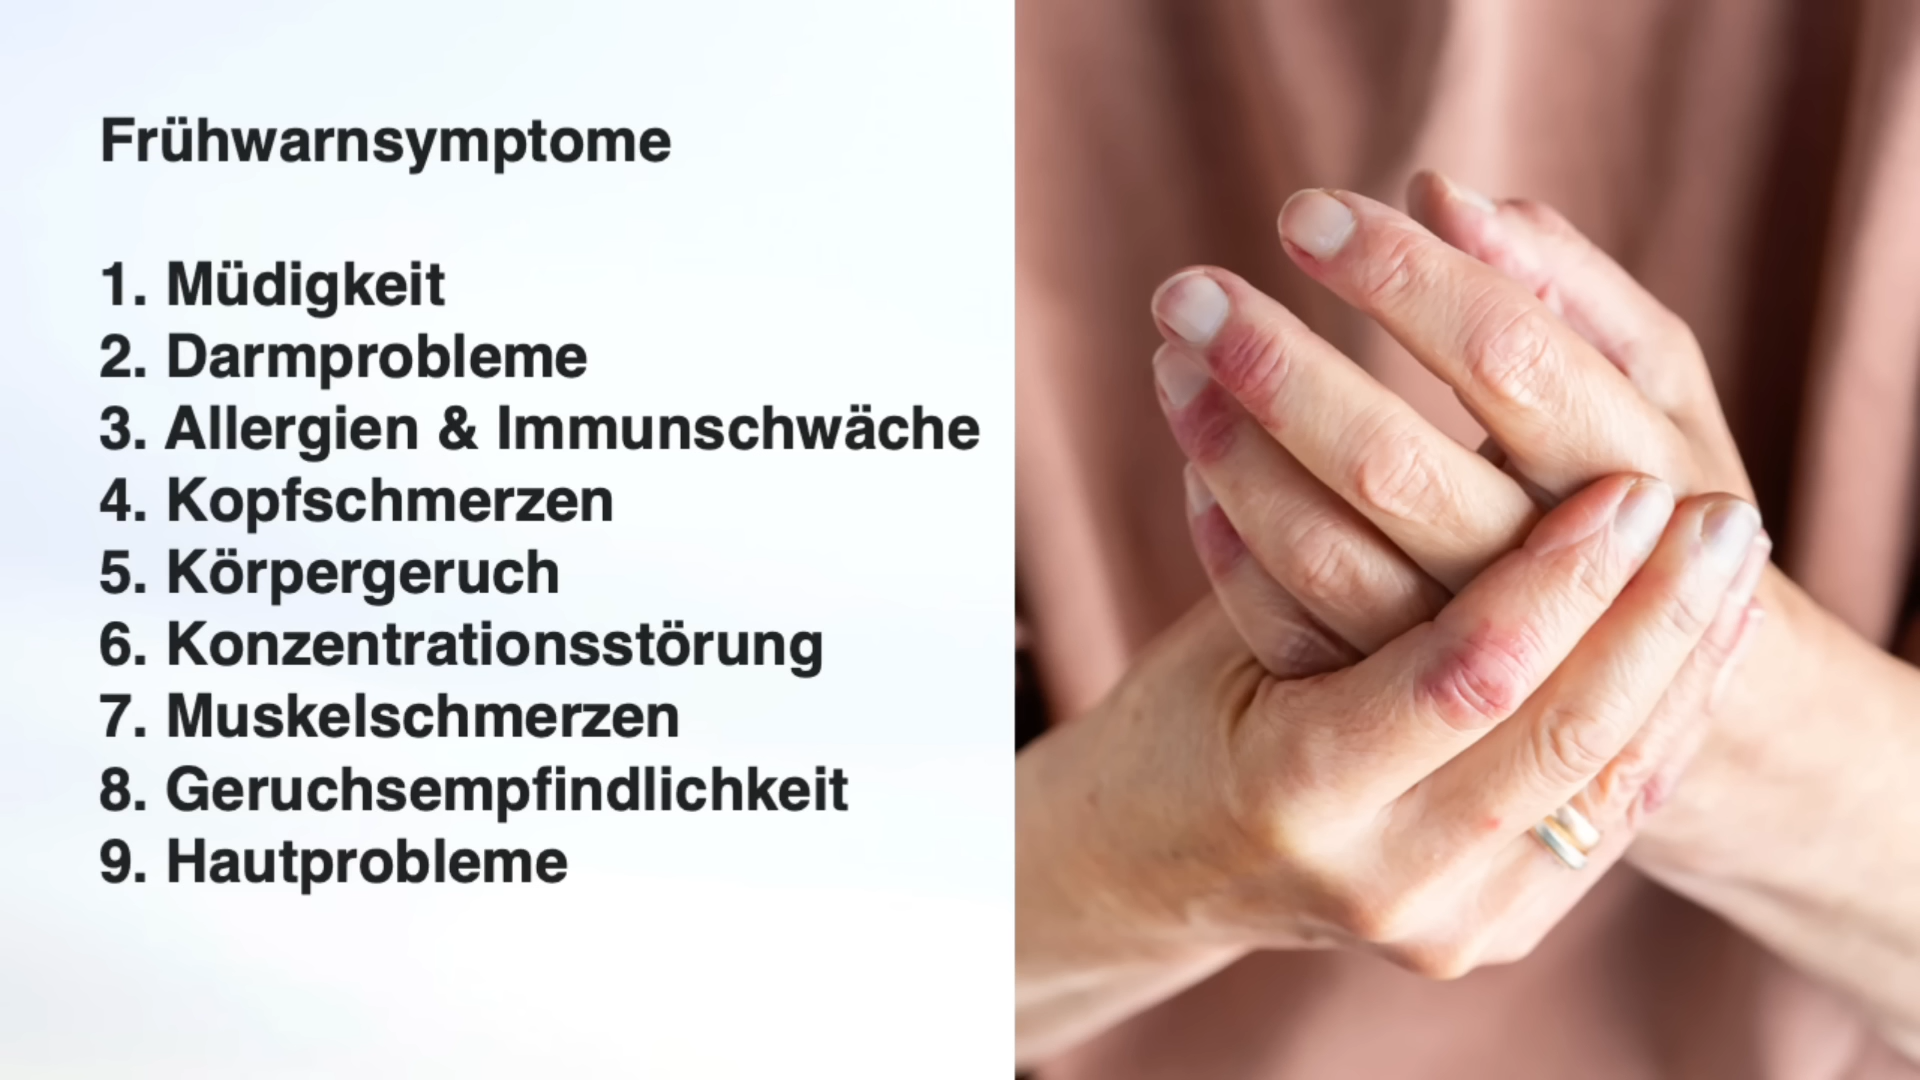 Frühwarnsymptome
1. Müdigkeit
2. Darmprobleme
3. Allergien & Immunschwäche
4. Kopfschmerzen
5. Körpergeruch
6. Konzentrationsstörung
7. Muskelschmerzen
8. Geruchsempfindlichkeit
9. Hautprobleme